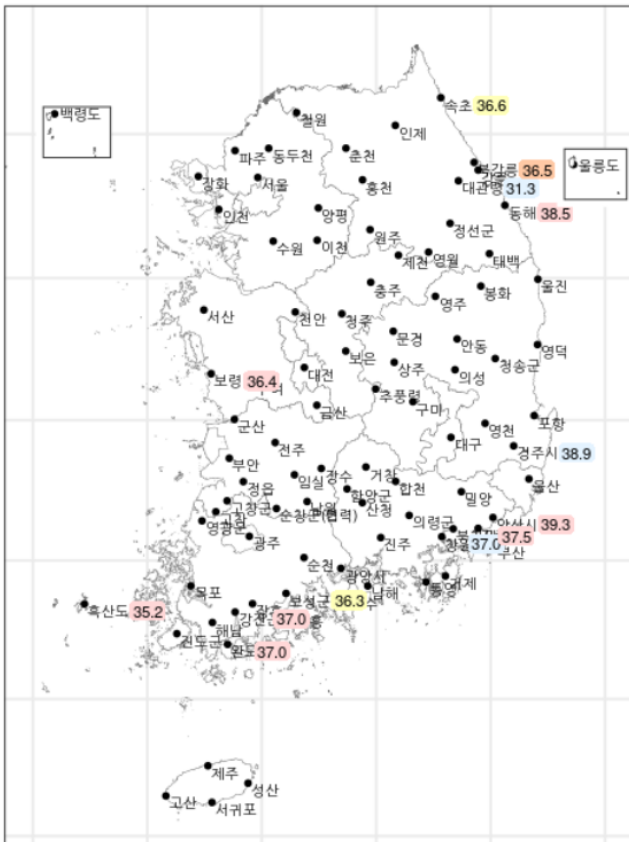 속초 36.6
백령도
철원
인제
파주
동두천
춘천
북강릉 36.5
울릉도
강화
서울
홍천
대관령 31.3
인천
양평
동해 38.5
정선군
수원
이천
원주
제천
영월
태백
충주
봉화
울진
영주
서산
천안
청주
문경
안동
영덕
보은
상주
청송군
보령 36.4
대전
의성
추풍령
구미
금산
군산
포항
영천
전주
대구
경주시 38.9
부안
임실
장수
거창
정읍
함양군
합천
밀양
울산
고창군
남원
산청
영광군
순창군
의령군
양산시 39.3
37.5
광주
진주
37.0
부산
순천
광양시
목포
남해
통영
거제
흑산도 35.2
보성군 36.3
강진군
37.0
해남
진도군
완도 37.0
제주
성산
고산
서귀포